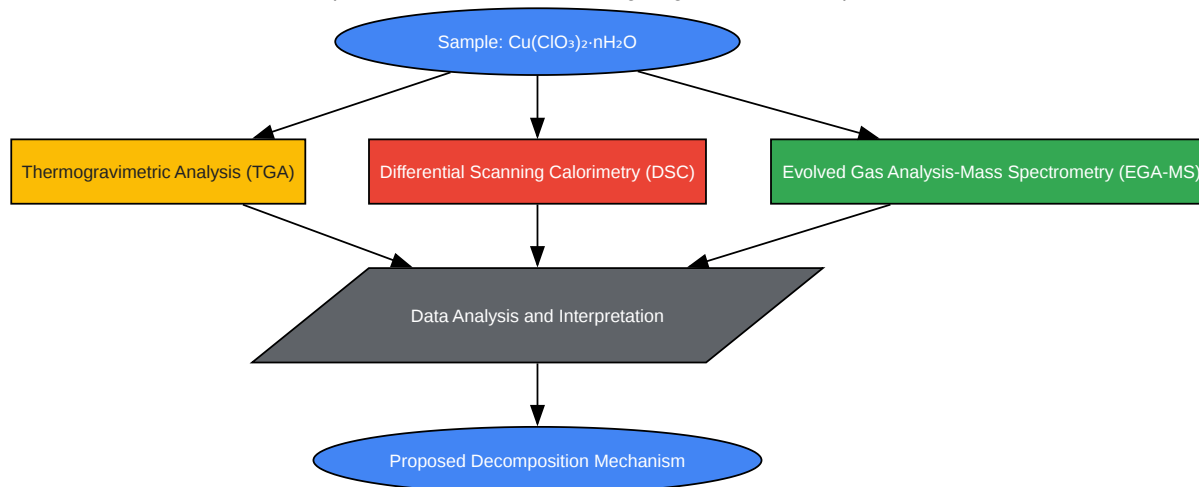 Sample: Cu(ClO₃)₂·nH₂O
Thermogravimetric Analysis (TGA)
Differential Scanning Calorimetry (DSC)
Evolved Gas Analysis-Mass Spectrometry (EGA-MS)
Data Analysis and Interpretation
Proposed Decomposition Mechanism